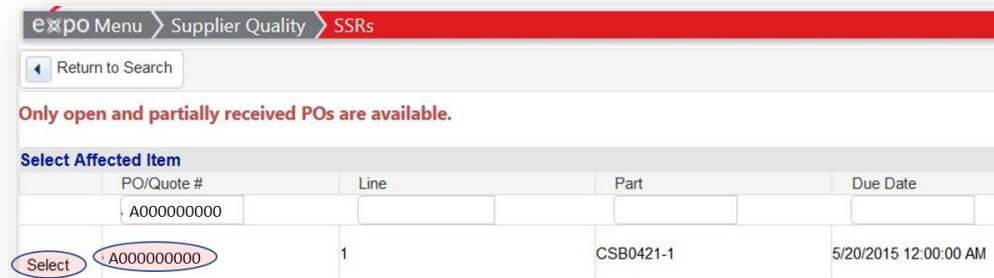 expo Menu Supplier Quality SSRs
Return to Search
Only open and partially received POs are available.
Select Affected Item
PO/Quote # Line Part Due Date
A000000000
Select A000000000 1 CSB0421-1 5/20/2015 12:00:00 AM